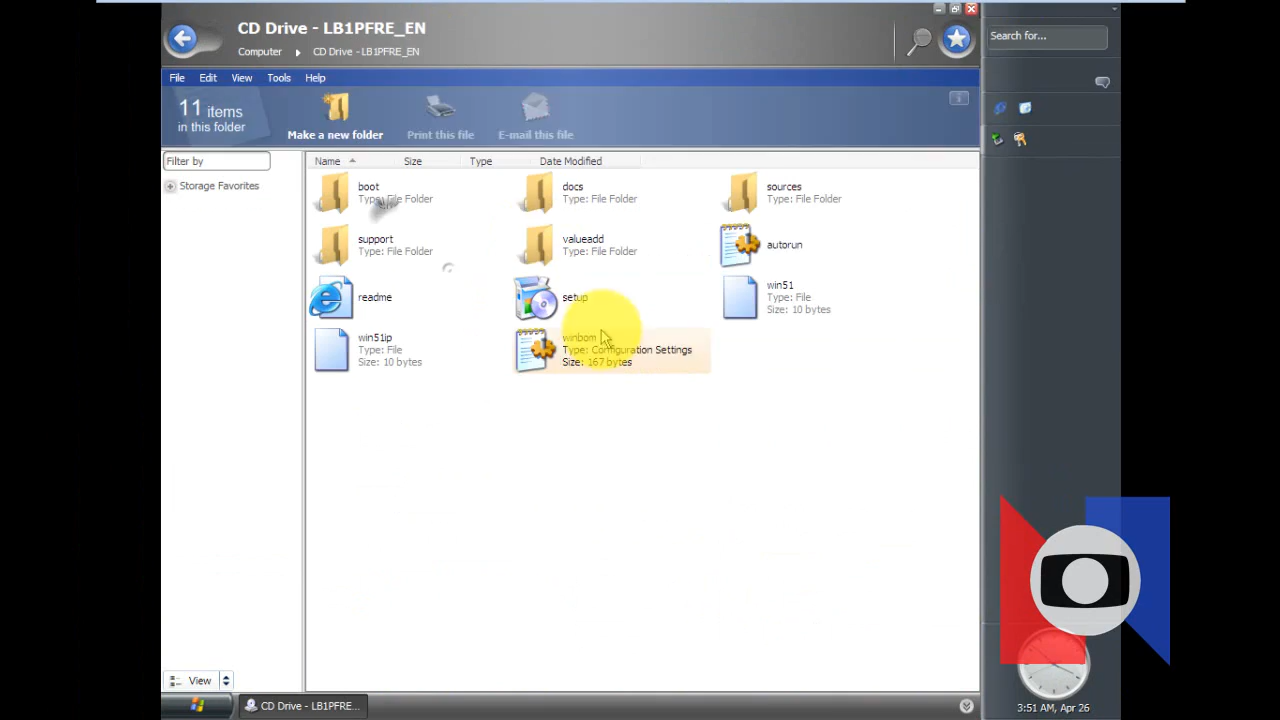 CD Drive - LB1PFRE_EN
Computer CD Drive -LB1PFRE_EN
Search for...
File Edit View Tools Help
11 items
in this folder
Make a new folder
Print this file
E-mail this file
Filter by
Storage Favorites
Name Size Type Date Modified
boot
Type: File Folder
docs
Type: File Folder
sources
Type: File Folder
support
Type: File Folder
valueadd
Type: File Folder
autorun
readme
setup
win51
Type: File
Size: 10 bytes
win51ip
Type: File
Size: 10 bytes
winbom
Type: Configuration Settings
Size: 167 bytes
View
CD Drive - LB1PFRE...
3:51 AM, Apr 26